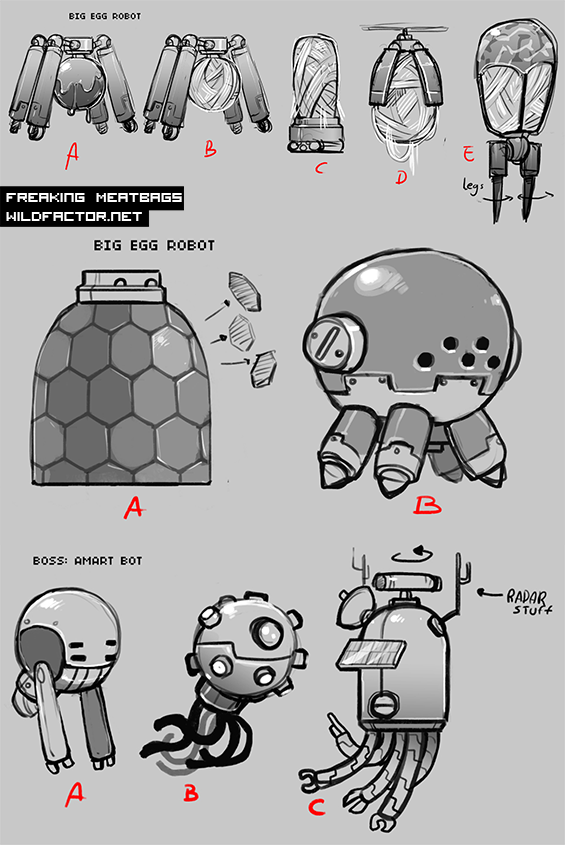 BIG EGG ROBOT
A
B
C
D
E
legs
FREAKING MEATBAGS
WILDFACTOR.NET
BIG EGG ROBOT
A
B
BOSS: AMART BOT
RADAR
STUFF
A
B
C